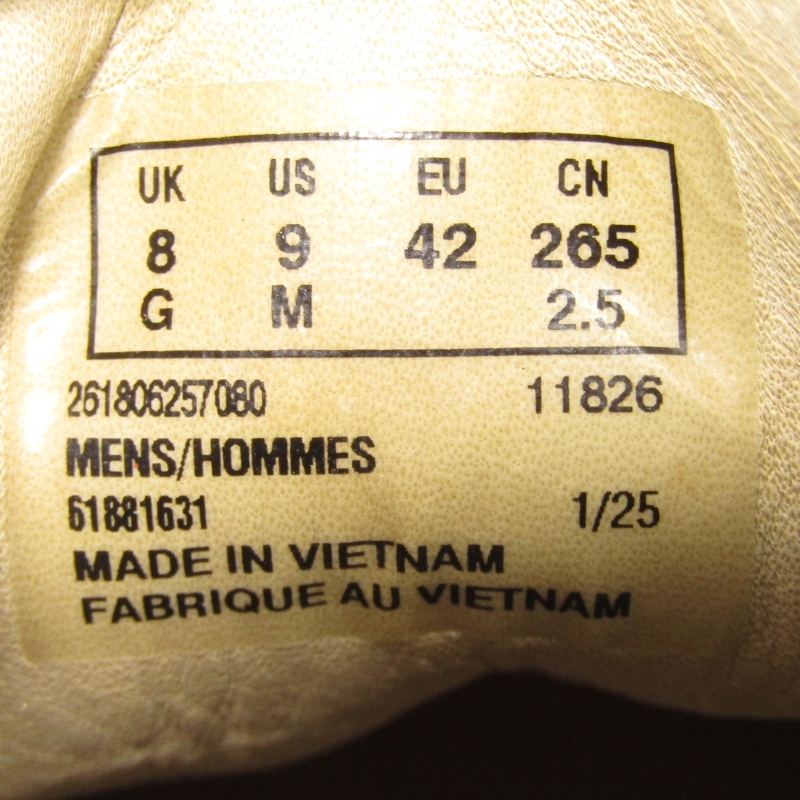 UK US EU CN
8 9 42 265
G M 2.5
261806257080 11826
MENS/HOMMES
61881631 1/25
MADE IN VIETNAM
FABRIQUE AU VIETNAM